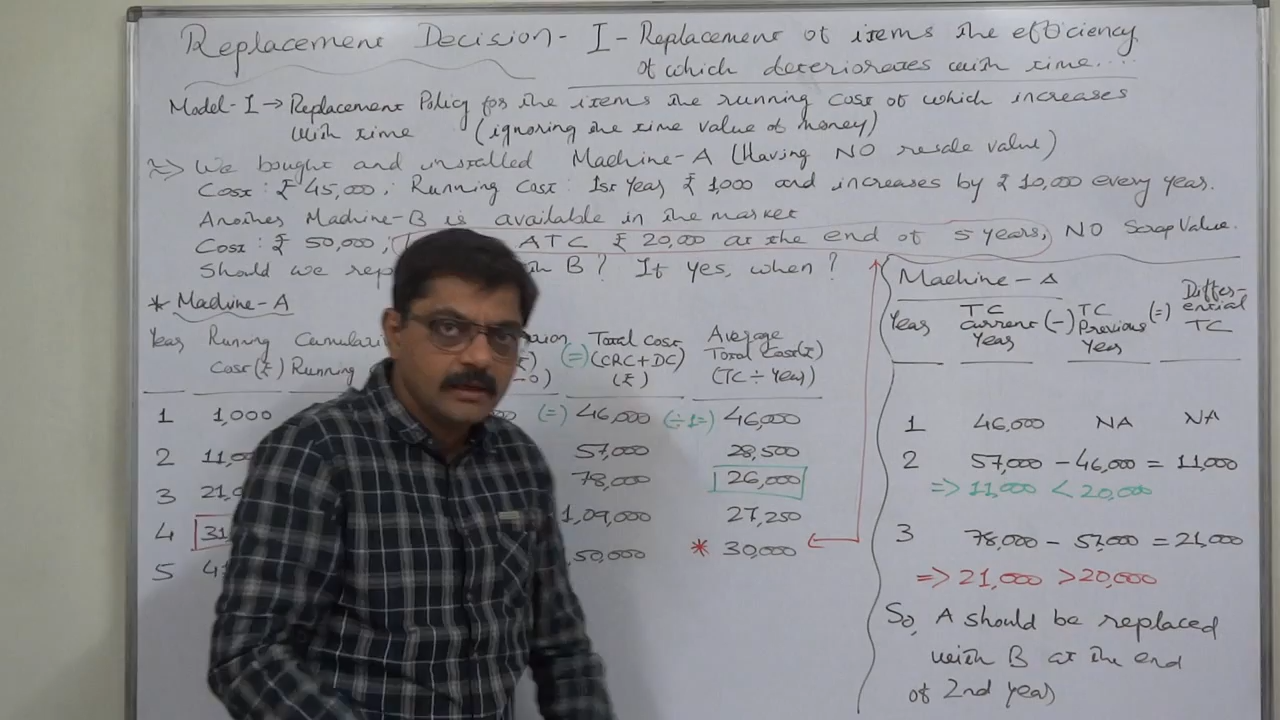 Replacement Decision - I - Replacement of items the efficiency
of which deteriorates with time....
Model-I → Replacement Policy for the items the running cost of which increases
with time (ignoring the time value of money)
We bought and installed Machine-A (Having NO resale value)
Cost: ₹ 45,000; Running Cost: 1st Year ₹ 1,000 and increases by ₹ 10,000 every year.
Another Machine-B is available in the market
Cost: ₹ 50,000; ATC ₹ 20,000 at the end of 5 years, NO Scrap Value.
Should we B? If yes, when?
* Machine-A
Year Running Total Cost Average
Cost(₹) Running (=) (CRC+DC) Total Cost(₹)
(₹) (TC ÷ Year)
1 1,000 (=) 46,000 (÷1=) 46,000
2 57,000 28,500
3 78,000 26,000
4 1,09,000 27,250
5 * 30,000
Machine-A
Year TC Current Year (-) TC Previous Year (=) Differ-ential TC
1 46,000 NA NA
2 57,000 - 46,000 = 11,000
=> 11,000 < 20,000
3 78,000 - 57,000 = 21,000
=> 21,000 > 20,000
So, A should be replaced
with B at the end
of 2nd year